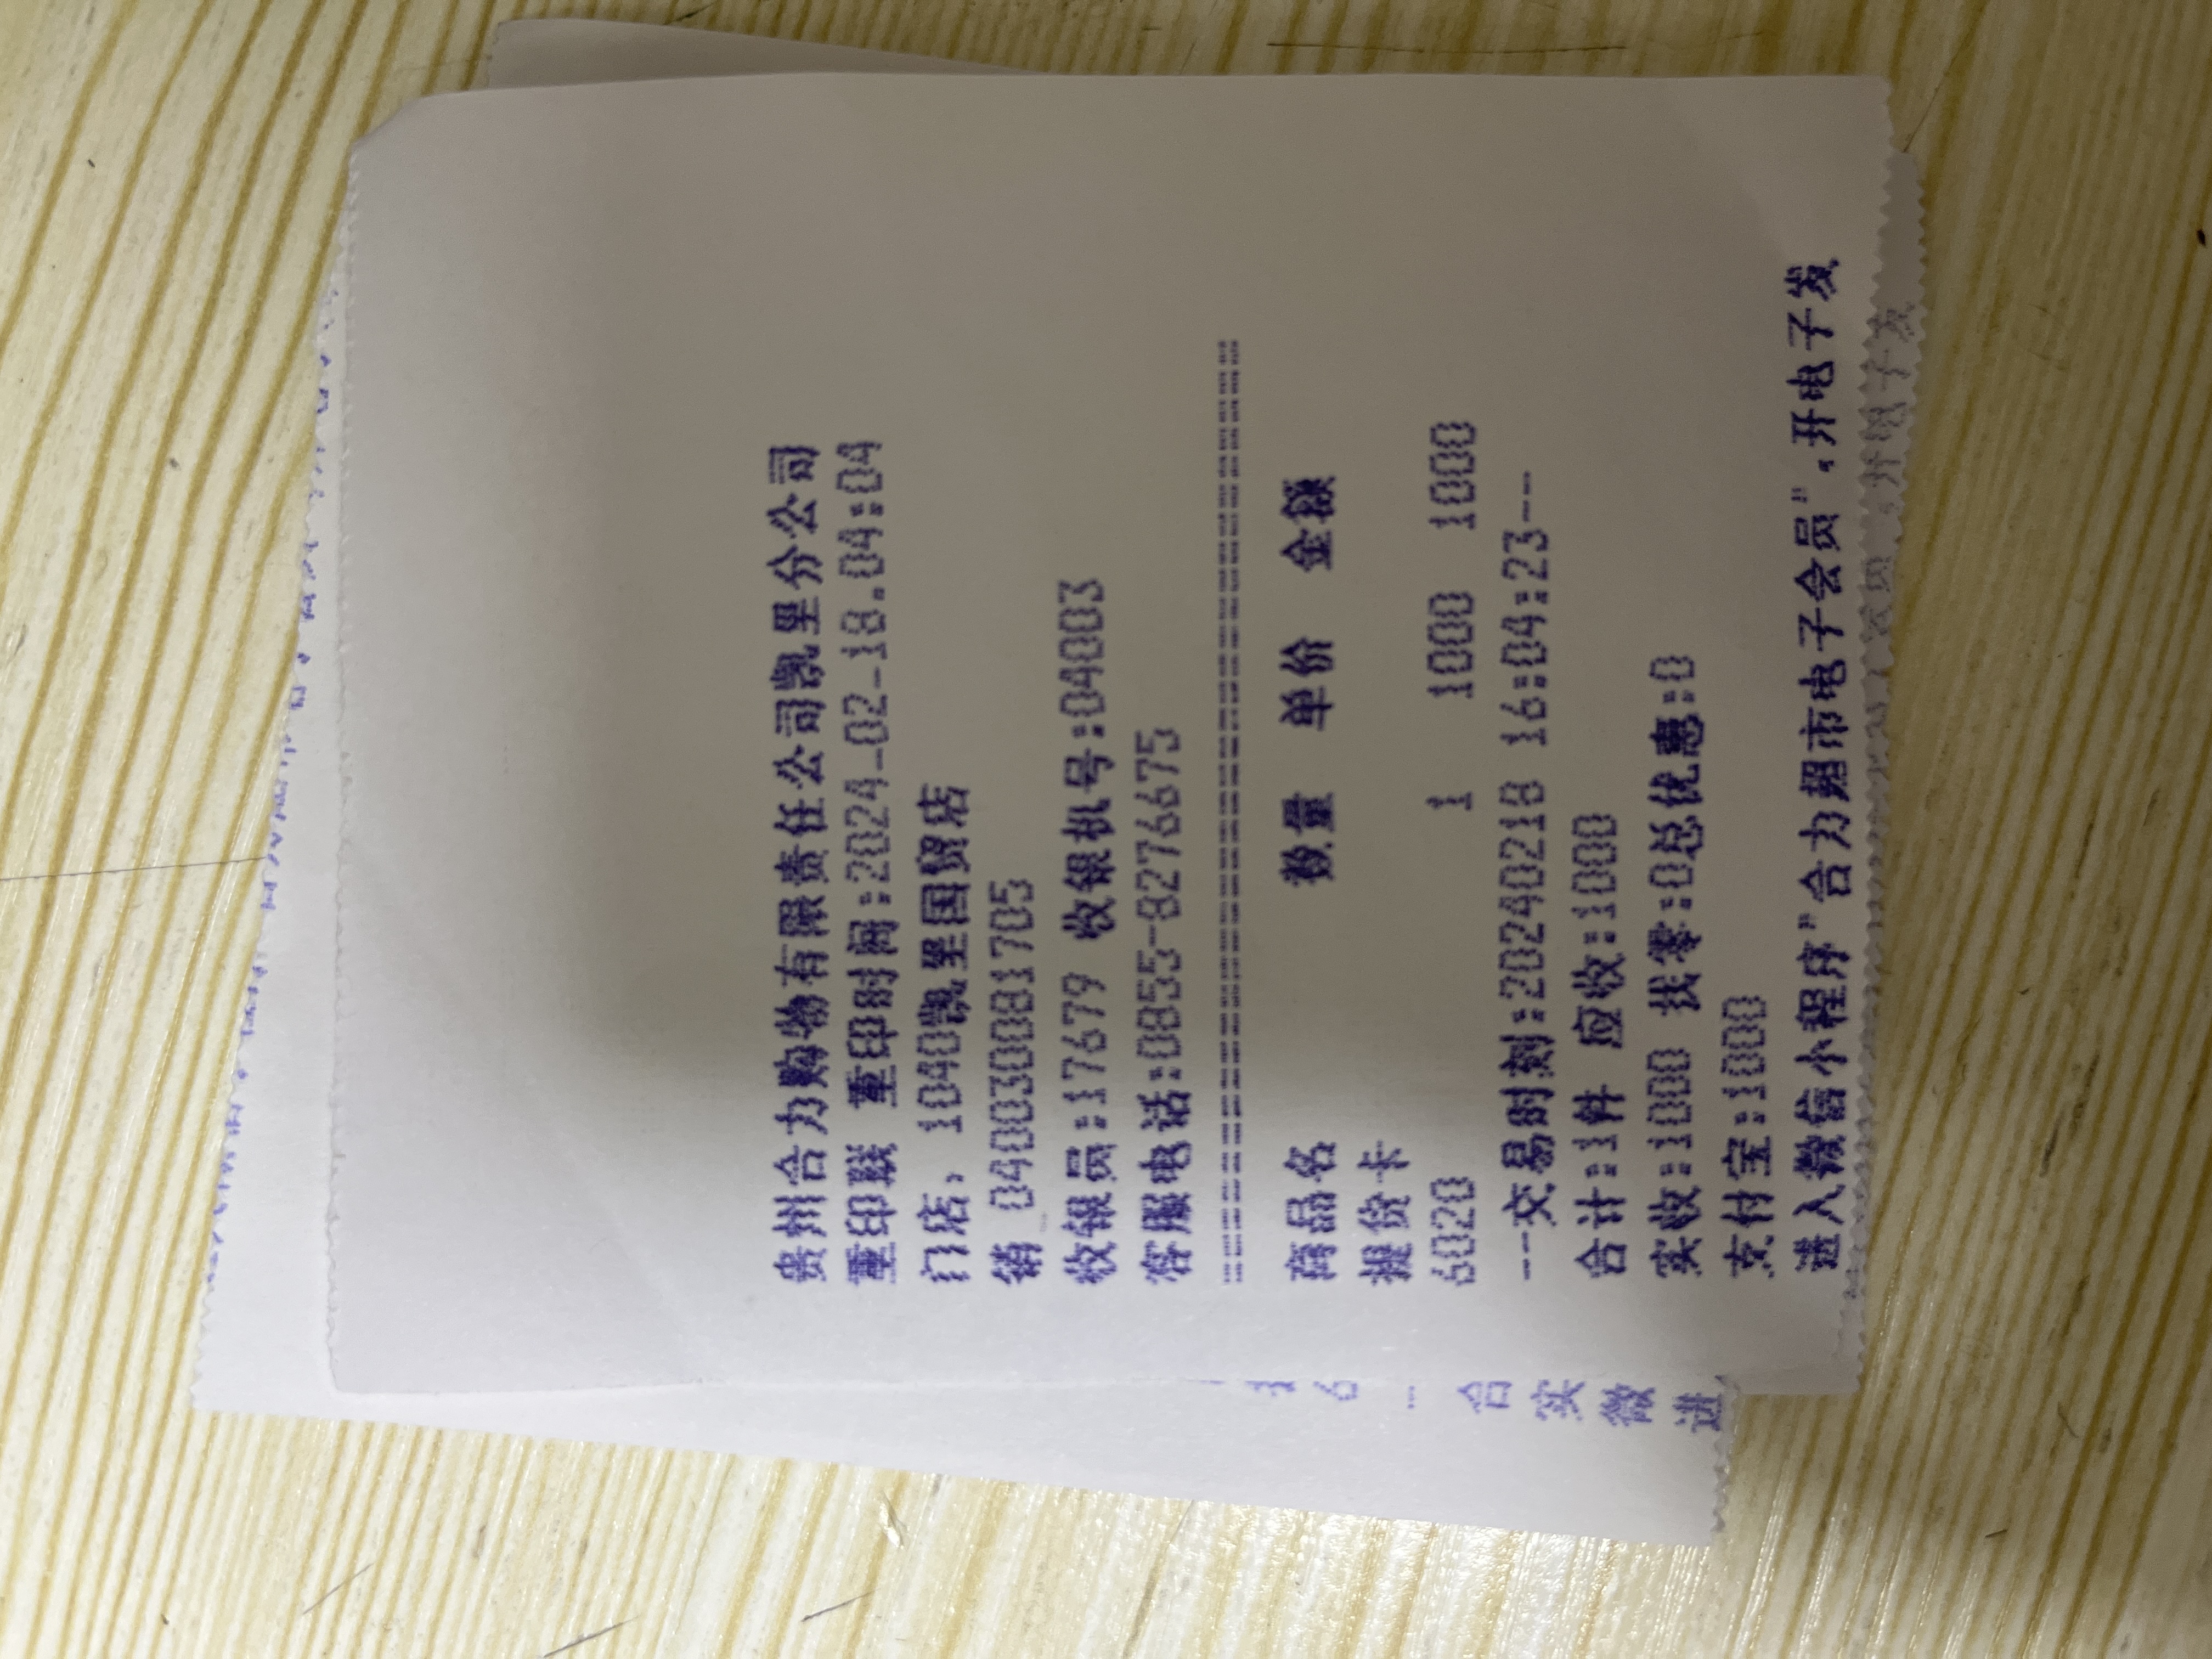 贵州合力购物有限责任公司凯里分公司
重印联 重印时间:2024-02-18.04:04
门店: 1040凯里国贸店
销 040030081705
收银员:17679 收银机号:04003
客服电话:0855-8276675
================================
商品名 数量 单价 金额
提货卡
6020 1 1000 1000
--交易时刻:20240218 16:04:23--
合计:1件 应收:1000
实收:1000 找零:0总优惠:0
支付宝:1000
进入微信小程序"合力超市电子会员",开电子发
6
合
实
微
进